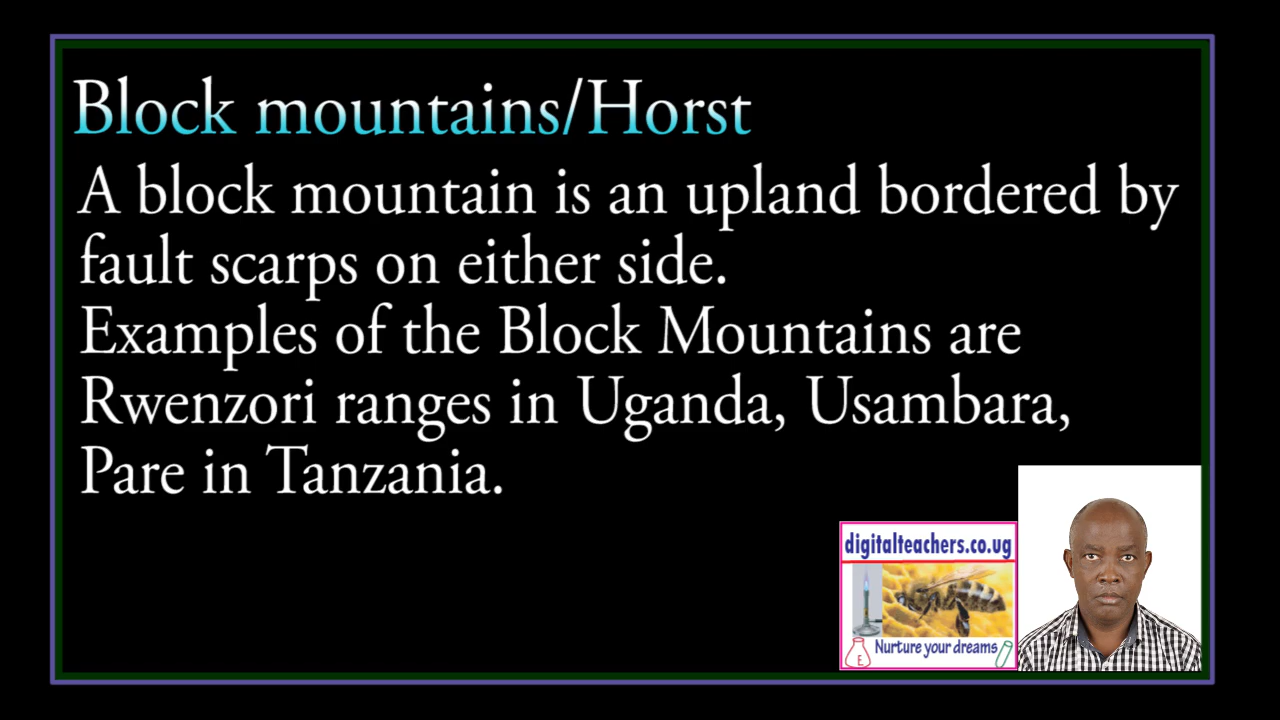 Block mountains/Horst
A block mountain is an upland bordered by
fault scarps on either side.
Examples of the Block Mountains are
Rwenzori ranges in Uganda, Usambara,
Pare in Tanzania.
digitalteachers.co.ug
E
Nurture your dreams